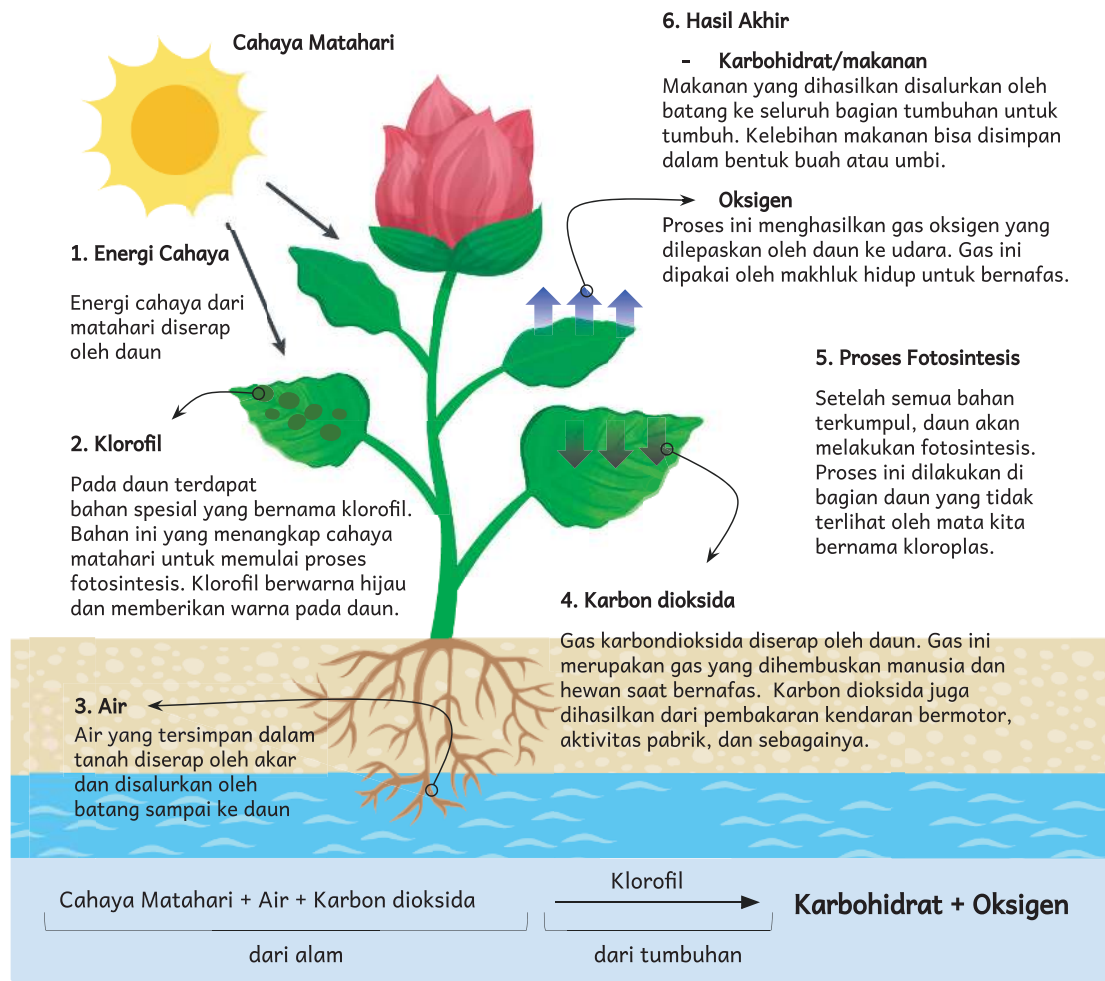 Cahaya Matahari
1. Energi Cahaya
Energi cahaya dari
matahari diserap
oleh daun
2. Klorofil
Pada daun terdapat
bahan spesial yang bernama klorofil.
Bahan ini yang menangkap cahaya
matahari untuk memulai proses
fotosintesis. Klorofil berwarna hijau
dan memberikan warna pada daun.
3. Air
Air yang tersimpan dalam
tanah diserap oleh akar
dan disalurkan oleh
batang sampai ke daun
4. Karbon dioksida
Gas karbondioksida diserap oleh daun. Gas ini
merupakan gas yang dihembuskan manusia dan
hewan saat bernafas. Karbon dioksida juga
dihasilkan dari pembakaran kendaran bermotor,
aktivitas pabrik, dan sebagainya.
5. Proses Fotosintesis
Setelah semua bahan
terkumpul, daun akan
melakukan fotosintesis.
Proses ini dilakukan di
bagian daun yang tidak
terlihat oleh mata kita
bernama kloroplas.
6. Hasil Akhir
- Karbohidrat/makanan
Makanan yang dihasilkan disalurkan oleh
batang ke seluruh bagian tumbuhan untuk
tumbuh. Kelebihan makanan bisa disimpan
dalam bentuk buah atau umbi.
Oksigen
Proses ini menghasilkan gas oksigen yang
dilepaskan oleh daun ke udara. Gas ini
dipakai oleh makhluk hidup untuk bernafas.
Cahaya Matahari + Air + Karbon dioksida
dari alam
Klorofil
dari tumbuhan
Karbohidrat + Oksigen